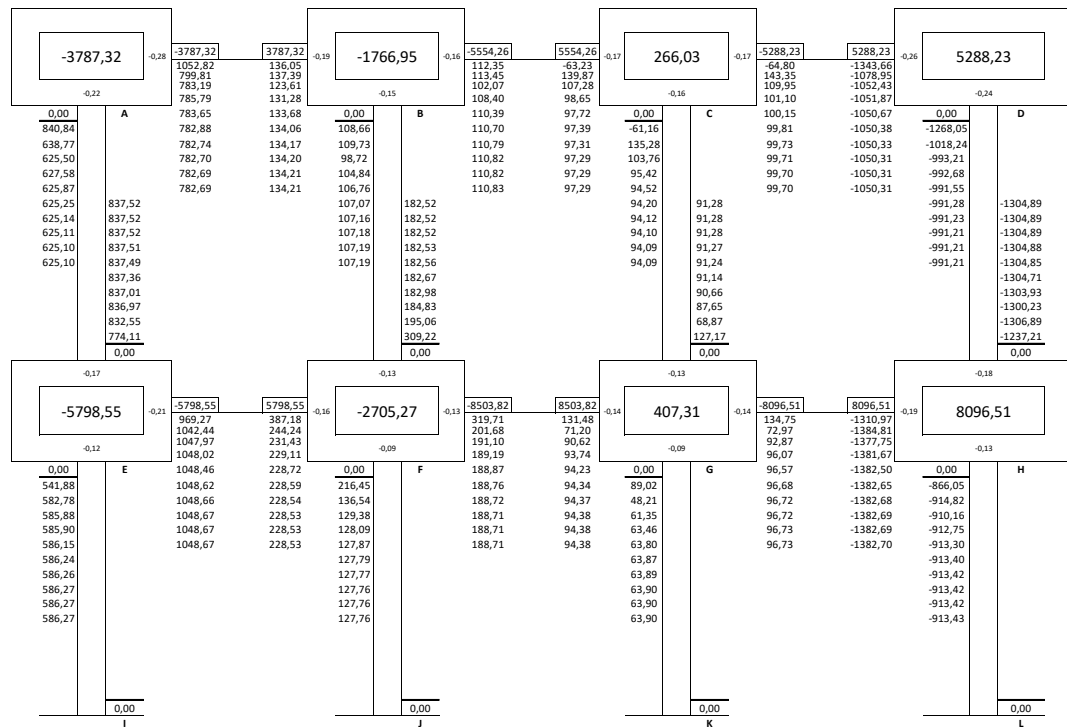 -3787,32 -0,28 -3787,32 3787,32 -0,19 -1766,95 -0,16 -5554,26 5554,26 -0,17 266,03 -0,17 -5288,23 5288,23 -0,26 5288,23
1052,82 136,05 112,35 -63,23 -64,80 -1343,66
799,81 137,39 113,45 139,87 143,35 -1078,95
783,19 123,61 102,07 107,28 109,95 -1052,43
-0,22 785,79 131,28 -0,15 108,40 98,65 -0,16 101,10 -1051,87 -0,24
0,00 A 783,65 133,68 0,00 B 110,39 97,72 0,00 C 100,15 -1050,67 0,00 D
840,84 782,88 134,06 108,66 110,70 97,39 -61,16 99,81 -1050,38 -1268,05
638,77 782,74 134,17 109,73 110,79 97,31 135,28 99,73 -1050,33 -1018,24
625,50 782,70 134,20 98,72 110,82 97,29 103,76 99,71 -1050,31 -993,21
627,58 782,69 134,21 104,84 110,82 97,29 95,42 99,70 -1050,31 -992,68
625,87 782,69 134,21 106,76 110,83 97,29 94,52 99,70 -1050,31 -991,55
625,25 837,52 107,07 182,52 94,20 91,28 -991,28 -1304,89
625,14 837,52 107,16 182,52 94,12 91,28 -991,23 -1304,89
625,11 837,52 107,18 182,52 94,10 91,28 -991,21 -1304,89
625,10 837,51 107,19 182,53 94,09 91,27 -991,21 -1304,88
625,10 837,49 107,19 182,56 94,09 91,24 -991,21 -1304,85
837,36 182,67 91,14 -1304,71
837,01 182,98 90,66 -1303,93
836,97 184,83 87,65 -1300,23
832,55 195,06 68,87 -1306,89
774,11 309,22 127,17 -1237,21
0,00 0,00 0,00 0,00
-0,17 -0,13 -0,13 -0,18
-5798,55 -0,21 -5798,55 5798,55 -0,16 -2705,27 -0,13 -8503,82 8503,82 -0,14 407,31 -0,14 -8096,51 8096,51 -0,19 8096,51
969,27 387,18 319,71 131,48 134,75 -1310,97
1042,44 244,24 201,68 71,20 72,97 -1384,81
1047,97 231,43 191,10 90,62 92,87 -1377,75
-0,12 1048,02 229,11 -0,09 189,19 93,74 -0,09 96,07 -1381,67 -0,13
0,00 E 1048,46 228,72 0,00 F 188,87 94,23 0,00 G 96,57 -1382,50 0,00 H
541,88 1048,62 228,59 216,45 188,76 94,34 89,02 96,68 -1382,65 -866,05
582,78 1048,66 228,54 136,54 188,72 94,37 48,21 96,72 -1382,68 -914,82
585,88 1048,67 228,53 129,38 188,71 94,38 61,35 96,72 -1382,69 -910,16
585,90 1048,67 228,53 128,09 188,71 94,38 63,46 96,73 -1382,69 -912,75
586,15 1048,67 228,53 127,87 188,71 94,38 63,80 96,73 -1382,70 -913,30
586,24 127,79 63,87 -913,40
586,26 127,77 63,89 -913,42
586,27 127,76 63,90 -913,42
586,27 127,76 63,90 -913,42
586,27 127,76 63,90 -913,43
0,00 0,00 0,00 0,00
I J K L